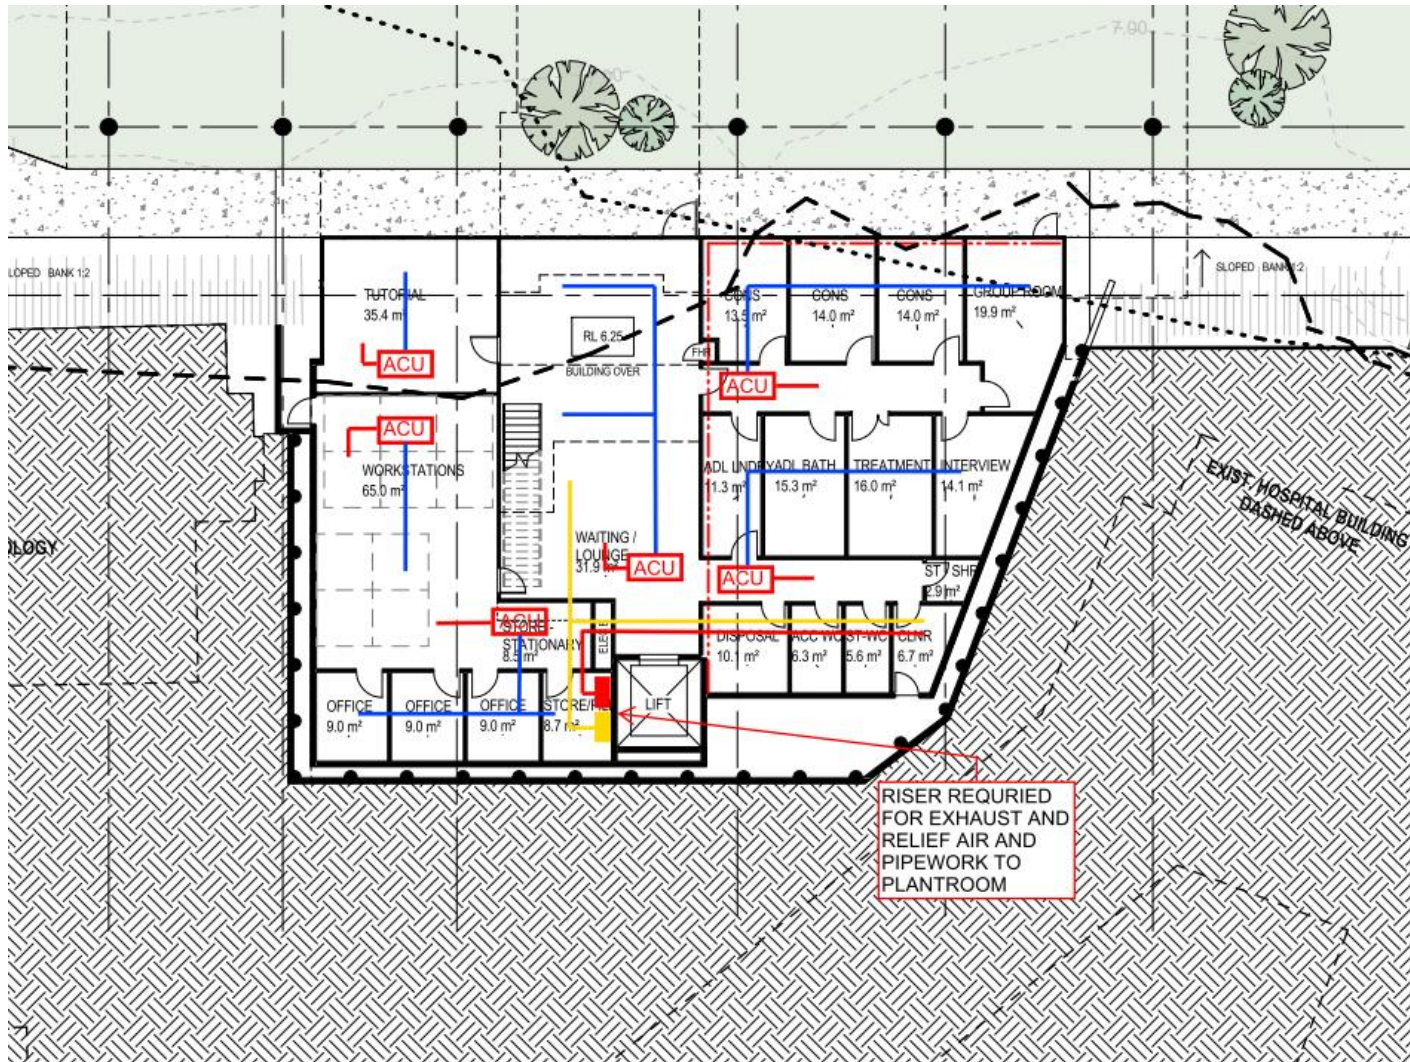 7.00
LOPED BANK 1:2
SLOPED BANK 1:2
TUTORIAL
35.4 m²
RL 6.25
BUILDING OVER
FHR
CONS
13.5 m²
CONS
14.0 m²
CONS
14.0 m²
GROUP ROOM
19.9 m²
ACU
ACU
ACU
WORKSTATIONS
65.0 m²
ADL LNDRY
11.3 m²
ADL BATH
15.3 m²
TREATMENT
16.0 m²
INTERVIEW
14.1 m²
EXIST. HOSPITAL BUILDING
DASHED ABOVE
OLOGY
WAITING /
LOUNGE
31.9 m²
ACU
ACU
ST / SHR
2.9 m²
ACU
STORE -
STATIONARY
8.5 m²
DISPOSAL
10.1 m²
ACC WC
6.3 m²
ST-WC
5.6 m²
CLNR
6.7 m²
OFFICE
9.0 m²
OFFICE
9.0 m²
OFFICE
9.0 m²
STORE/FILE
8.7 m²
LIFT
RISER REQURIED
FOR EXHAUST AND
RELIEF AIR AND
PIPEWORK TO
PLANTROOM